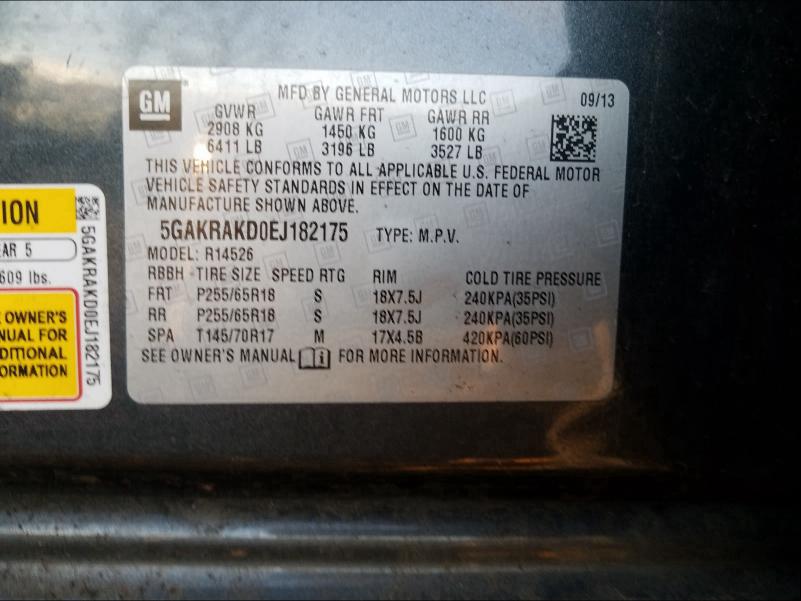 GM
MFD BY GENERAL MOTORS LLC
09/13
GVWR GAWR FRT GAWR RR
2908 KG 1450 KG 1600 KG
6411 LB 3196 LB 3527 LB
THIS VEHICLE CONFORMS TO ALL APPLICABLE U.S. FEDERAL MOTOR
VEHICLE SAFETY STANDARDS IN EFFECT ON THE DATE OF
MANUFACTURE SHOWN ABOVE.
5GAKRAKD0EJ182175 TYPE: M.P.V.
MODEL: R14526
RBBH - TIRE SIZE SPEED RTG RIM COLD TIRE PRESSURE
FRT P255/65R18 S 18X7.5J 240KPA(35PSI)
RR P255/65R18 S 18X7.5J 240KPA(35PSI)
SPA T145/70R17 M 17X4.5B 420KPA(60PSI)
SEE OWNER'S MANUAL FOR MORE INFORMATION.
ION
EAR 5
609 lbs.
E OWNER'S
NUAL FOR
DITIONAL
ORMATION
5GAKRAKD0EJ182175